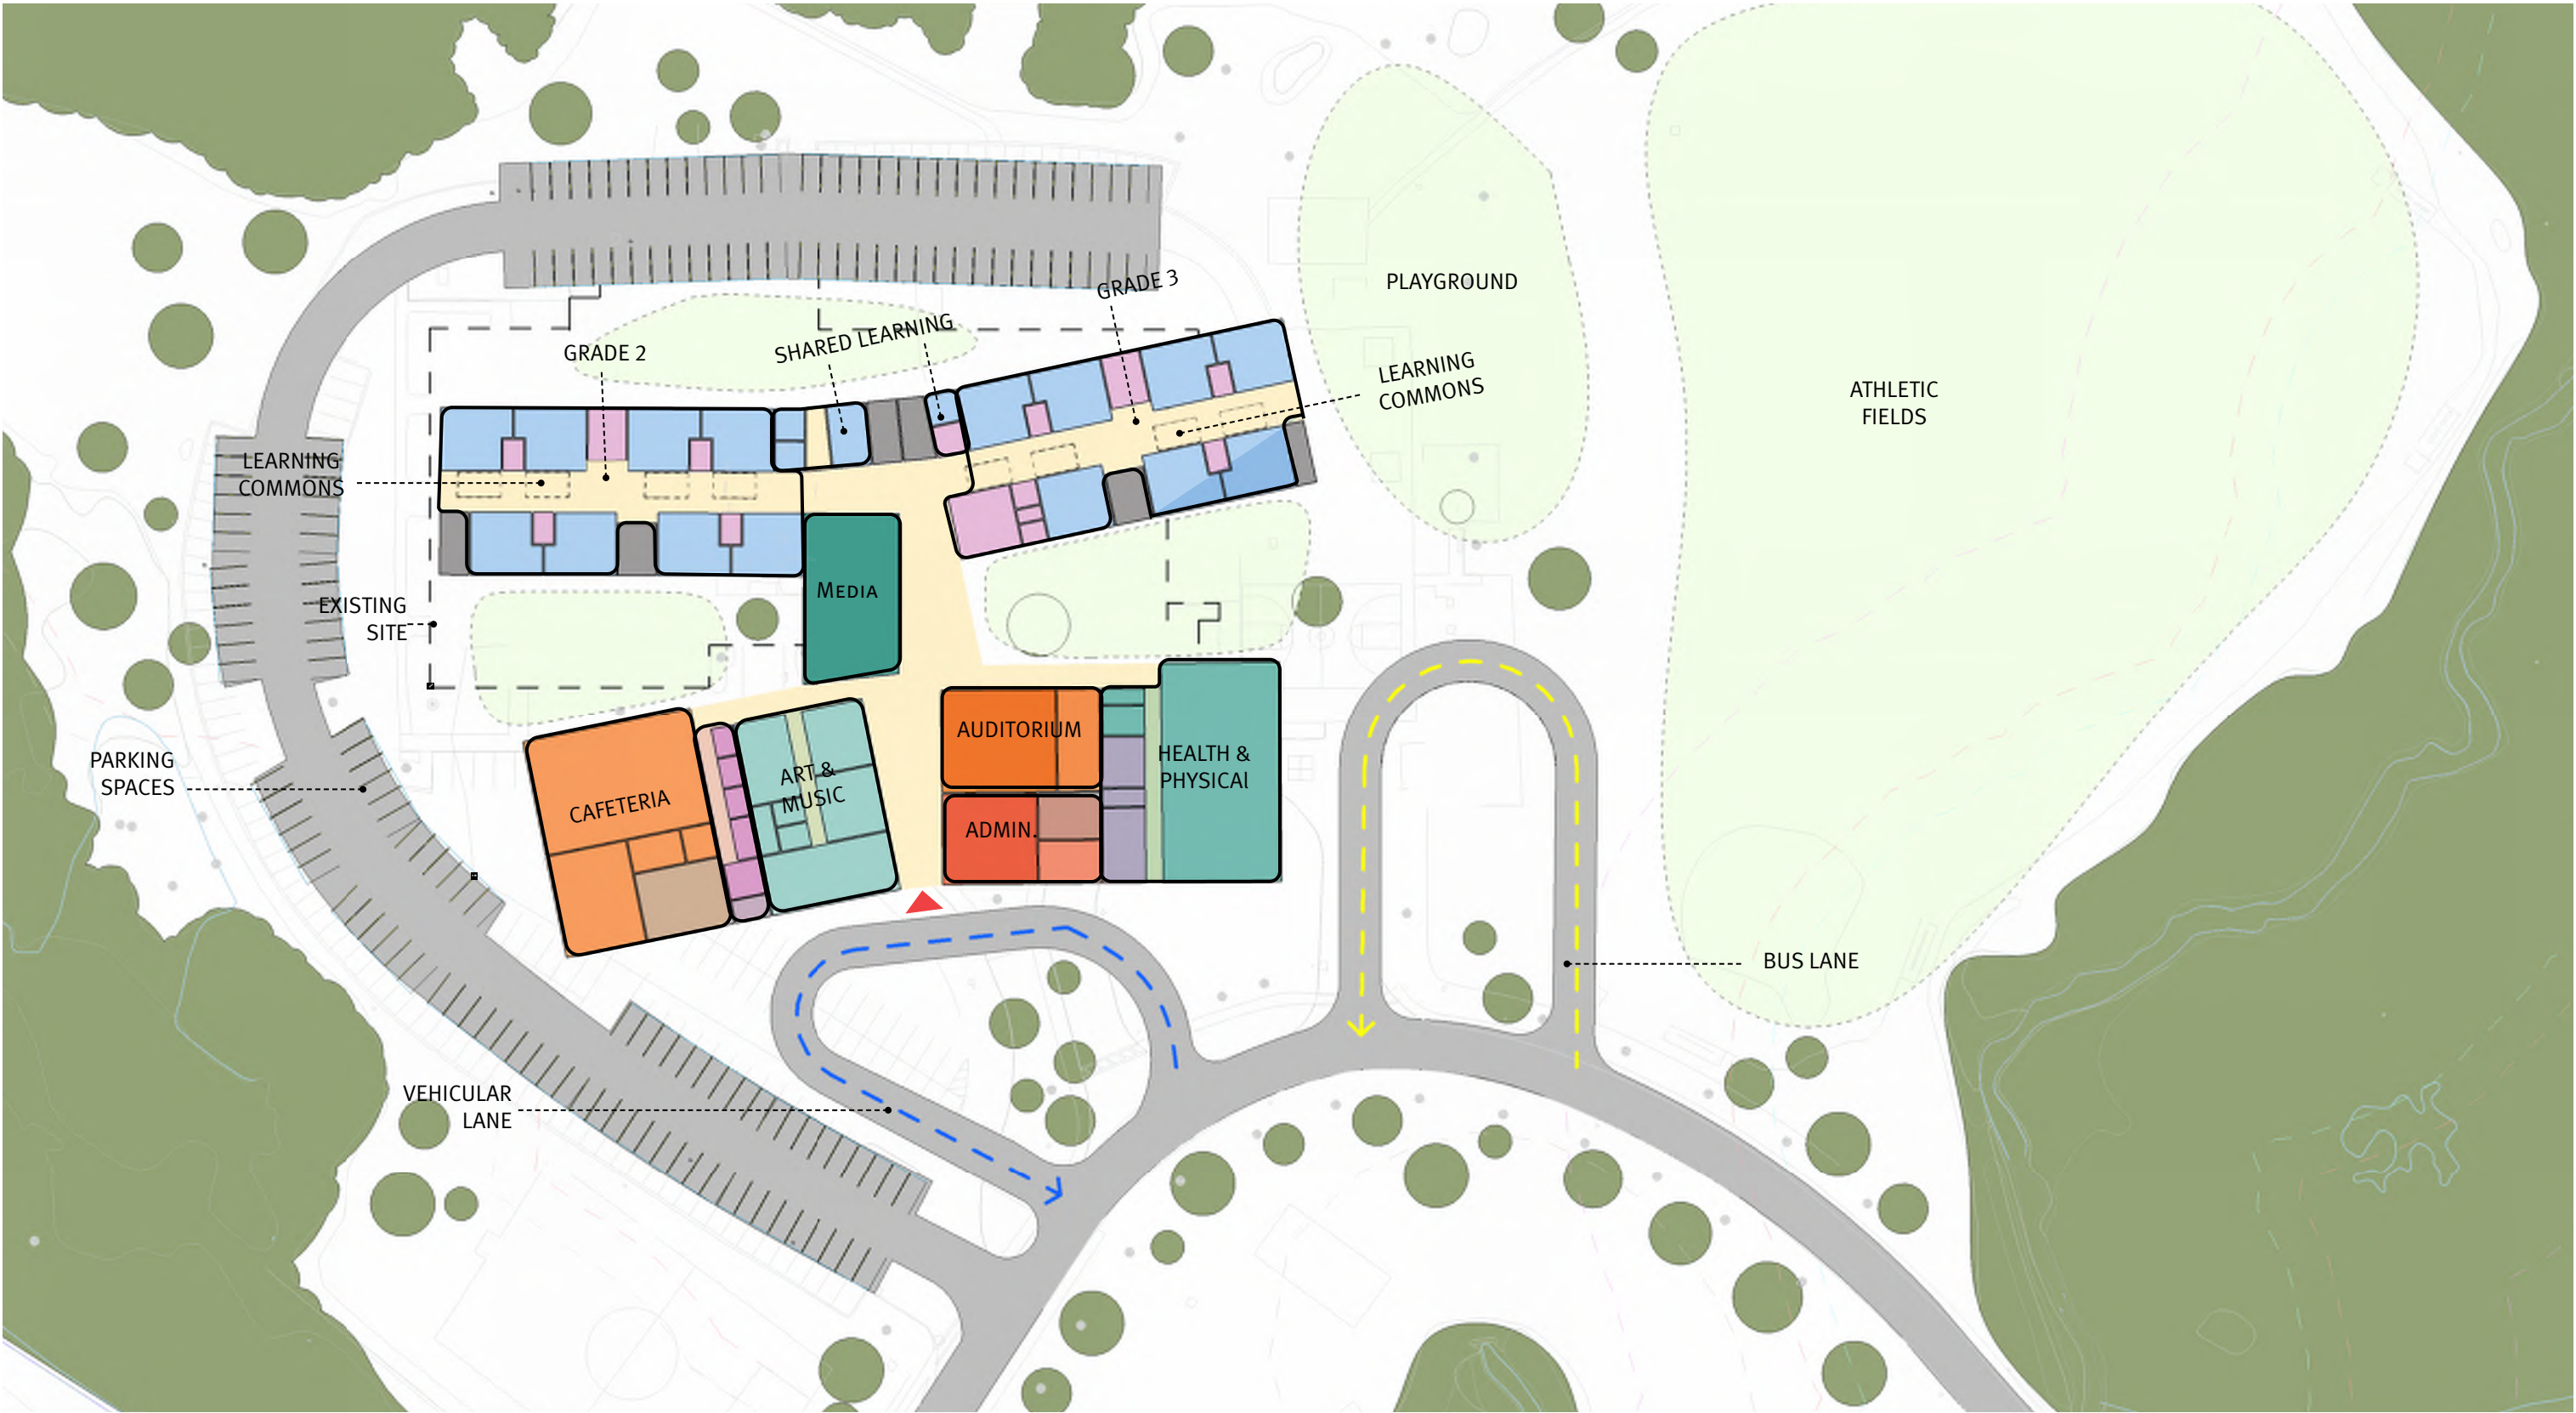 PLAYGROUND
GRADE 3
SHARED LEARNING
GRADE 2
LEARNING
COMMONS
ATHLETIC
FIELDS
LEARNING
COMMONS
MEDIA
EXISTING
SITE
AUDITORIUM
HEALTH &
PHYSICAl
PARKING
SPACES
ART &
MUSIC
CAFETERIA
ADMIN.
BUS LANE
VEHICULAR
LANE